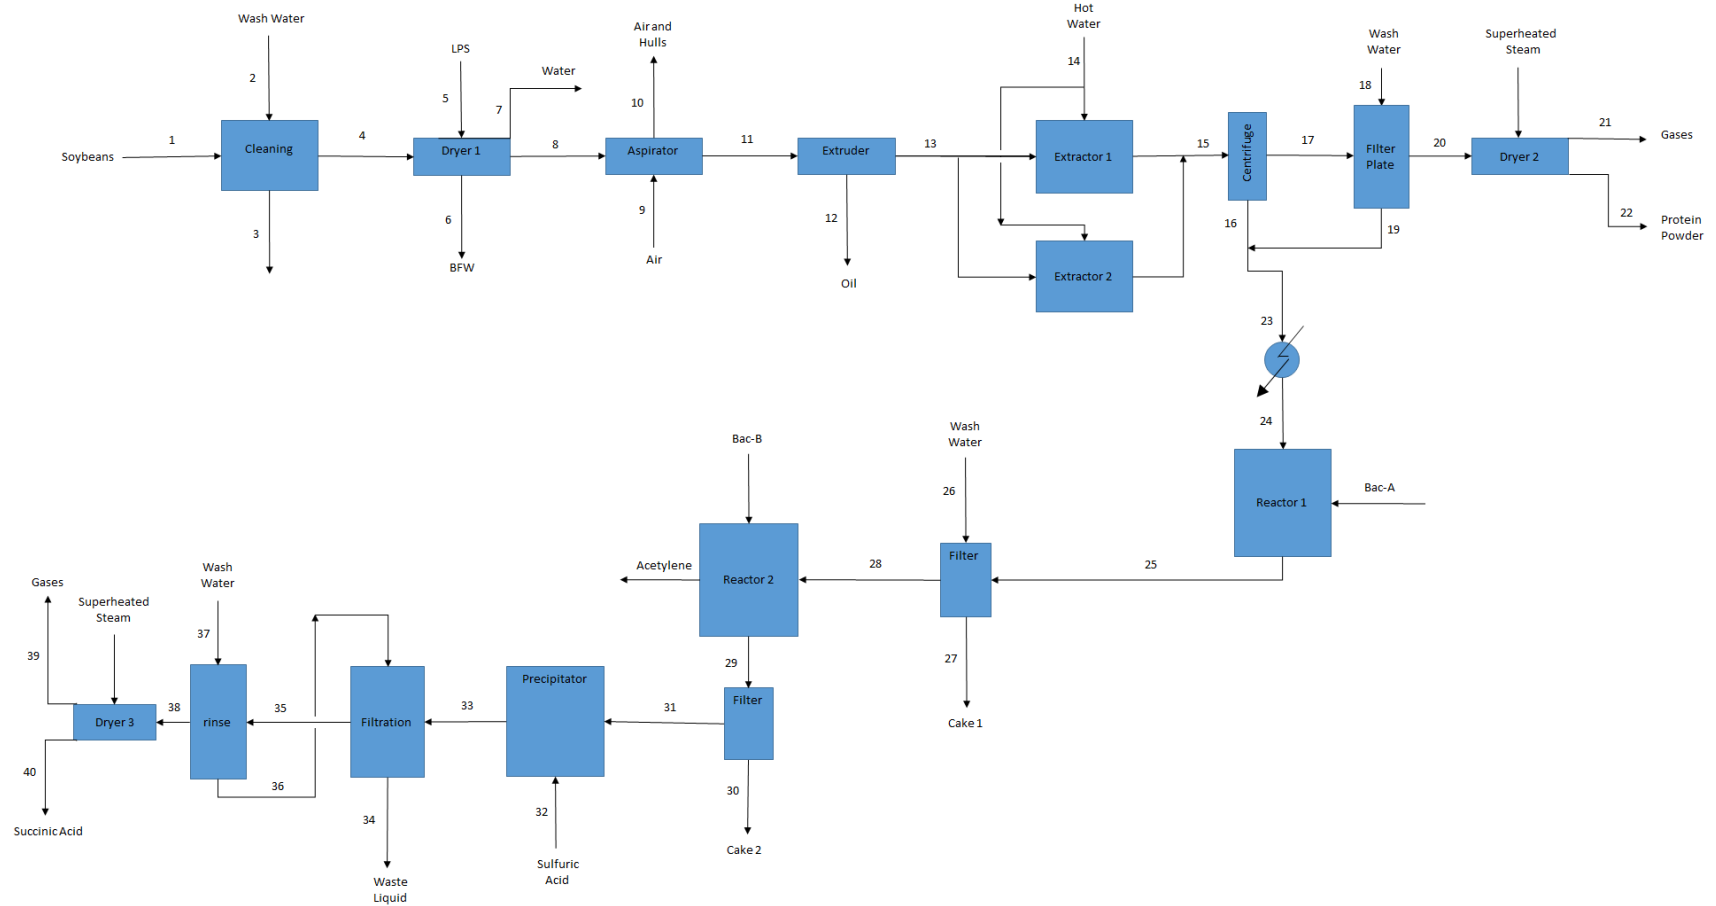 Wash Water
2
Soybeans
1
Cleaning
3
4
LPS
5
7
Water
Dryer 1
6
BFW
8
Air and
Hulls
10
Aspirator
9
Air
11
Extruder
12
Oil
13
Hot
Water
14
Extractor 1
Extractor 2
15
Centrifuge
16
17
Wash
Water
18
FIlter
Plate
19
20
Superheated
Steam
Dryer 2
21
Gases
22
Protein
Powder
23
24
Reactor 1
Bac-A
25
Wash
Water
26
Filter
27
Cake 1
28
Bac-B
Reactor 2
Acetylene
29
Filter
30
Cake 2
31
Precipitator
32
Sulfuric
Acid
33
Filtration
34
Waste
Liquid
35
36
Wash
Water
37
rinse
38
Superheated
Steam
Dryer 3
Gases
39
40
Succinic Acid